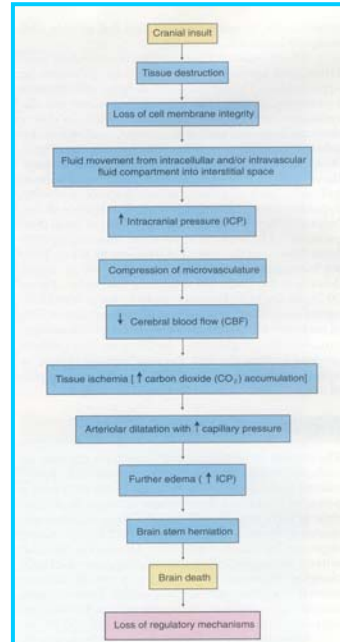 Cranial insult
Tissue destruction
Loss of cell membrane integrity
Fluid movement from intracellular and/or intravascular
fluid compartment into interstitial space
↑ Intracranial pressure (ICP)
Compression of microvasculature
↓ Cerebral blood flow (CBF)
Tissue ischemia [↑ carbon dioxide (CO₂) accumulation]
Arteriolar dilatation with ↑ capillary pressure
Further edema (↑ ICP)
Brain stem herniation
Brain death
Loss of regulatory mechanisms